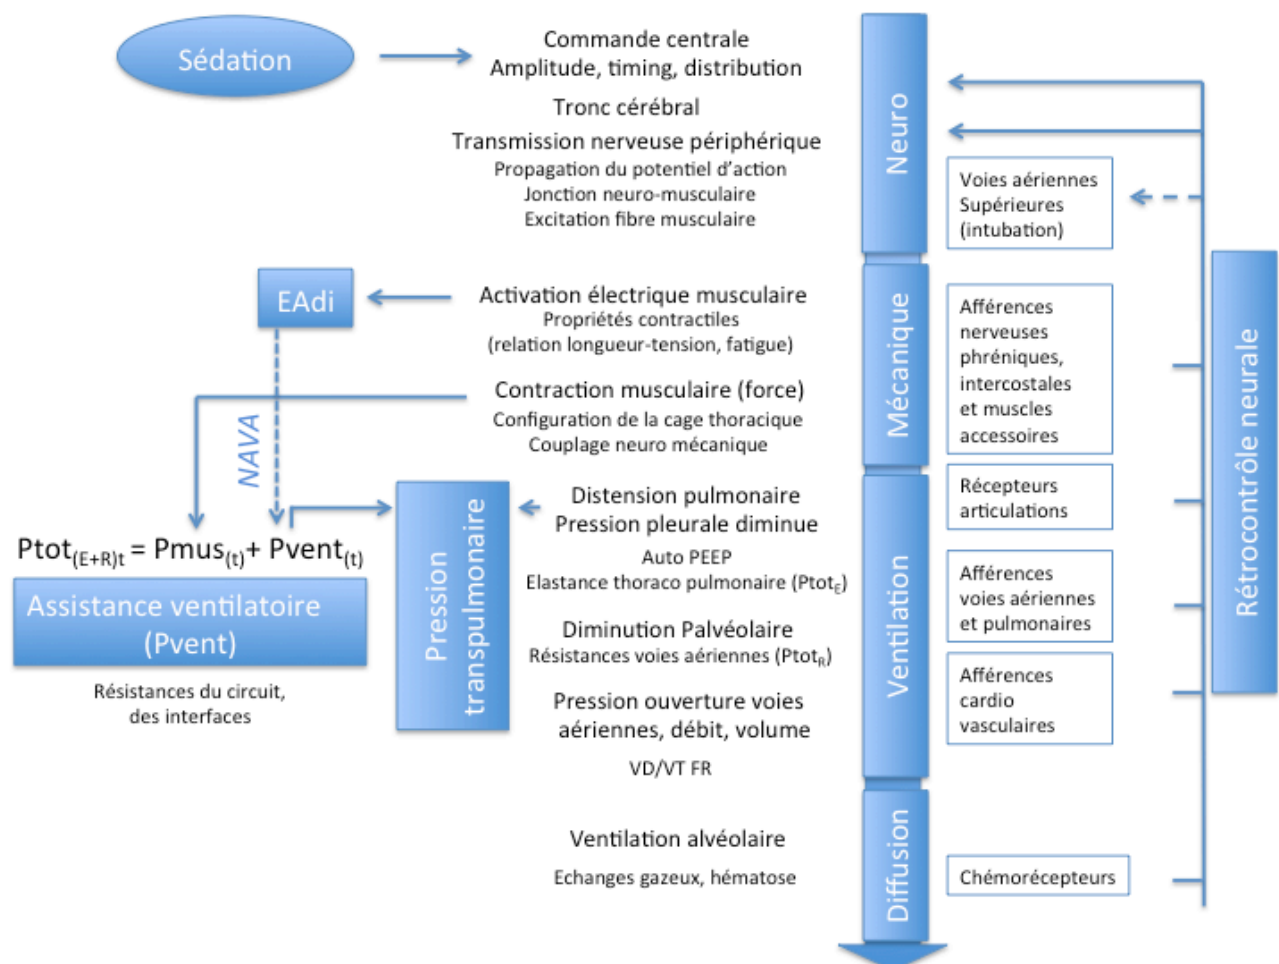 Sédation
Commande centrale
Amplitude, timing, distribution
Tronc cérébral
Transmission nerveuse périphérique
Propagation du potentiel d'action
Jonction neuro-musculaire
Excitation fibre musculaire
Neuro
Voies aériennes
Supérieures
(intubation)
EAdi
Activation électrique musculaire
Propriétés contractiles
(relation longueur-tension, fatigue)
Contraction musculaire (force)
Configuration de la cage thoracique
Couplage neuro mécanique
Mécanique
Afférences
nerveuses
phréniques,
intercostales
et muscles
accessoires
Rétrocontrôle neurale
NAVA
Ptot(E+R)t = Pmus(t)+ Pvent(t)
Assistance ventilatoire
(Pvent)
Résistances du circuit,
des interfaces
Pression
transpulmonaire
Distension pulmonaire
Pression pleurale diminue
Auto PEEP
Elastance thoraco pulmonaire (PtotE)
Diminution Palvéolaire
Résistances voies aériennes (PtotR)
Pression ouverture voies
aériennes, débit, volume
VD/VT FR
Ventilation
Récepteurs
articulations
Afférences
voies aériennes
et pulmonaires
Afférences
cardio
vasculaires
Ventilation alvéolaire
Echanges gazeux, hématose
Diffusion
Chémorécepteurs